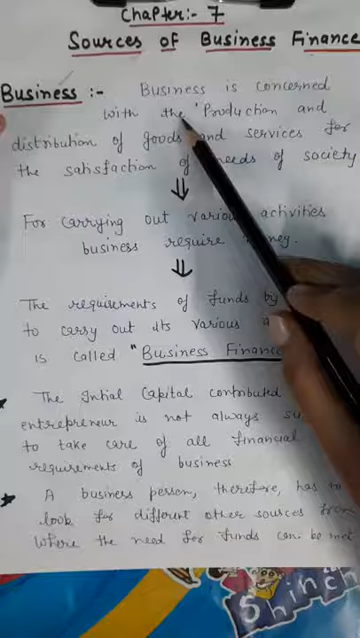 Chapter:- 7
Sources of Business Finance
Business :- Business is concerned
with the 'Production and
distribution of goods and services for
the satisfaction of needs of society
For carrying out various activities
business require money.
The requirements of funds by
to carry out its various
is called "Business Finance
The Intial Capital contributed
entrepreneur is not always
to take care of all financial
requirements of business
A business person, therefore, has to
look for different other sources from
where the need for funds can be met
Shinch